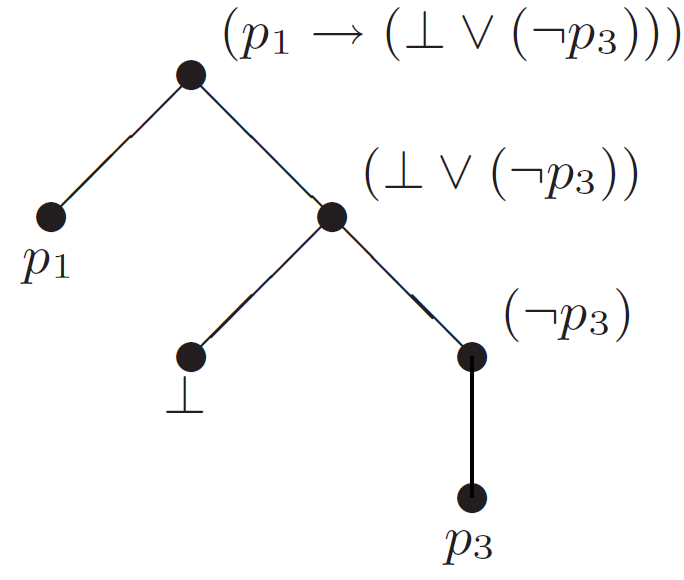 (p₁ → (⊥ ∨ (¬p₃)))
(⊥ ∨ (¬p₃))
p₁
(¬p₃)
⊥
p₃